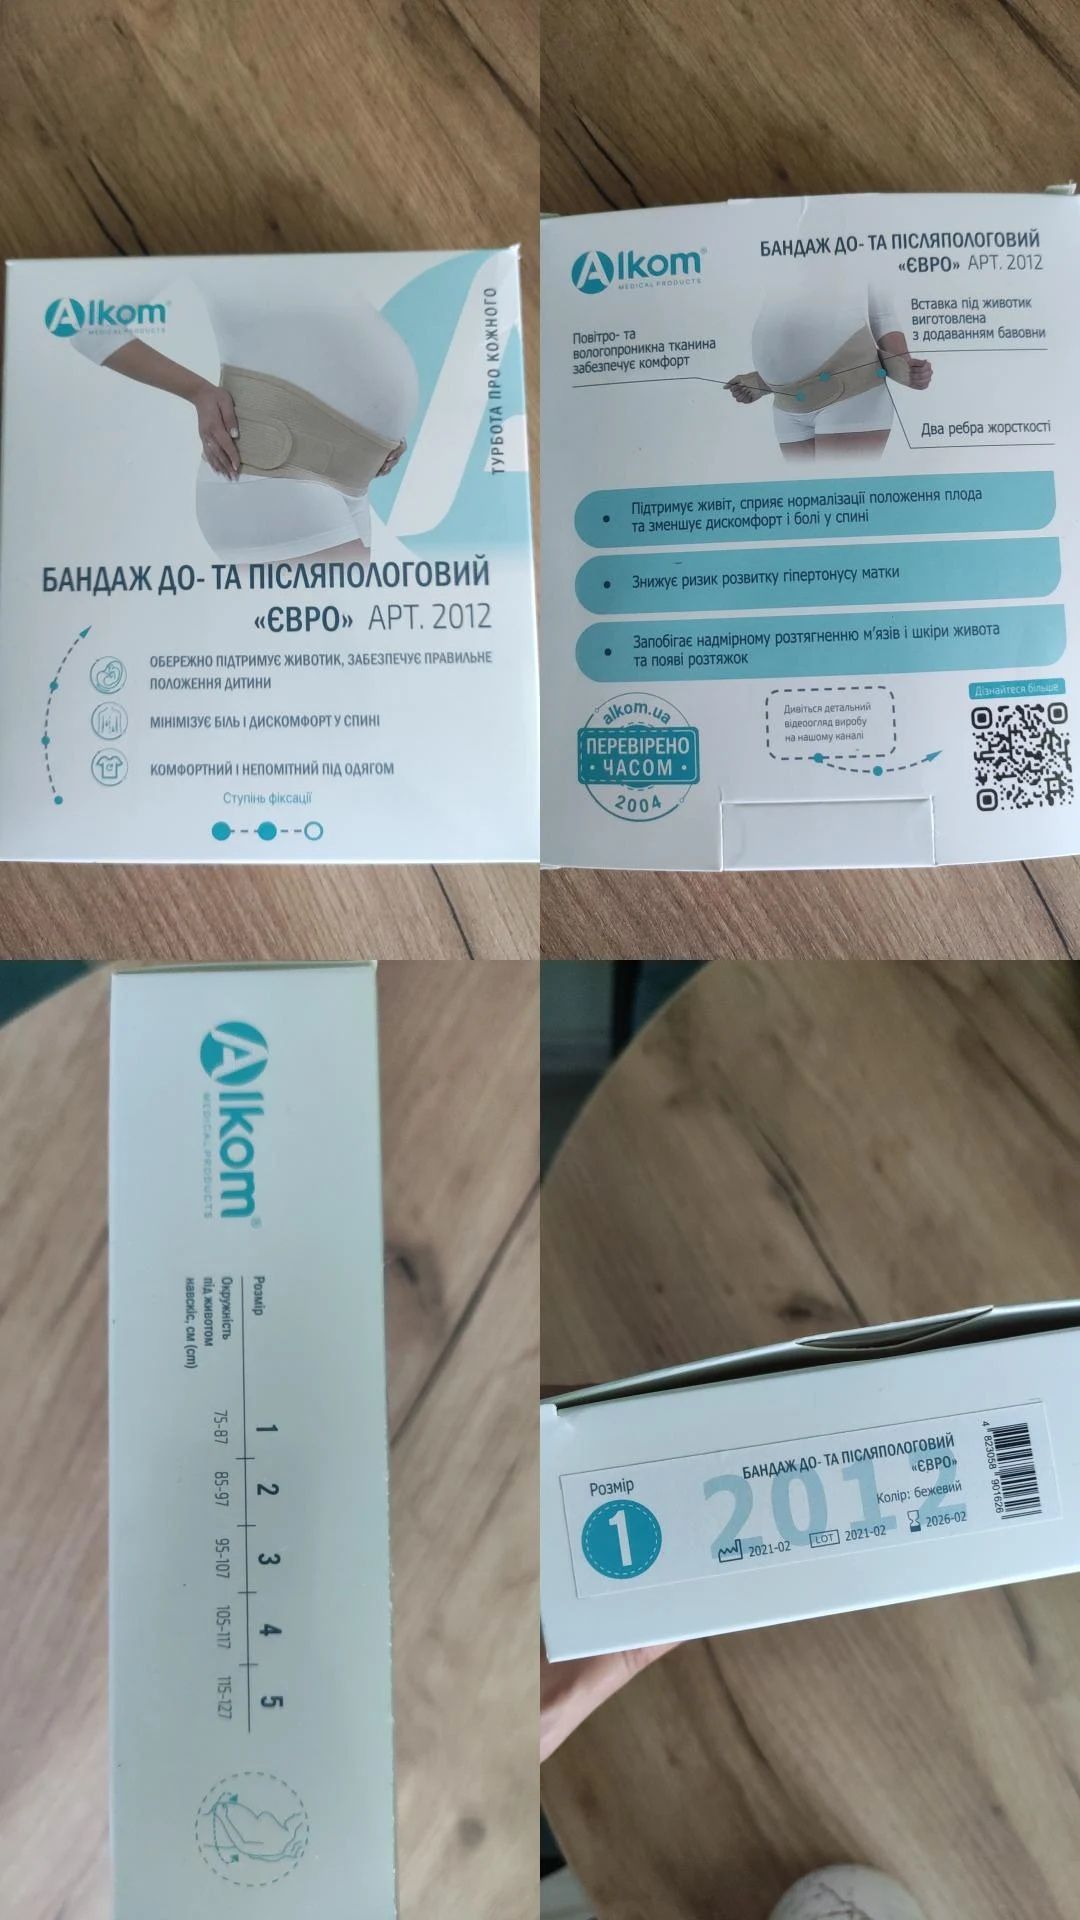 Alkom®
MEDICAL PRODUCTS
ТУРБОТА ПРО КОЖНОГО
БАНДАЖ ДО- ТА ПІСЛЯПОЛОГОВИЙ
«ЄВРО» АРТ. 2012
ОБЕРЕЖНО ПІДТРИМУЄ ЖИВОТИК, ЗАБЕЗПЕЧУЄ ПРАВИЛЬНЕ
ПОЛОЖЕННЯ ДИТИНИ
МІНІМІЗУЄ БІЛЬ І ДИСКОМФОРТ У СПИНІ
КОМФОРТНИЙ І НЕПОМІТНИЙ ПІД ОДЯГОМ
Ступінь фіксації
Alkom®
MEDICAL PRODUCTS
БАНДАЖ ДО- ТА ПІСЛЯПОЛОГОВИЙ
«ЄВРО» АРТ. 2012
Повітро- та
вологопроникна тканина
забезпечує комфорт
Вставка під животик
виготовлена
з додаванням бавовни
Два ребра жорсткості
• Підтримує живіт, сприяє нормалізації положення плода
та зменшує дискомфорт і болі у спині
• Знижує ризик розвитку гіпертонусу матки
• Запобігає надмірному розтягненню м'язів і шкіри живота
та появі розтяжок
alkom.ua
ПЕРЕВІРЕНО
• ЧАСОМ •
2004
Дивіться детальний
відеоогляд виробу
на нашому каналі
Дізнайтеся більше
Alkom®
MEDICAL PRODUCTS
Розмір 1 2 3 4 5
Окружність
під животом
навскіс, см (cm) 75-87 85-97 95-107 105-117 115-127
Розмір
1
2012
БАНДАЖ ДО- ТА ПІСЛЯПОЛОГОВИЙ
«ЄВРО»
Колір: бежевий
2021-02 LOT 2021-02 2026-02
4 823058 901626